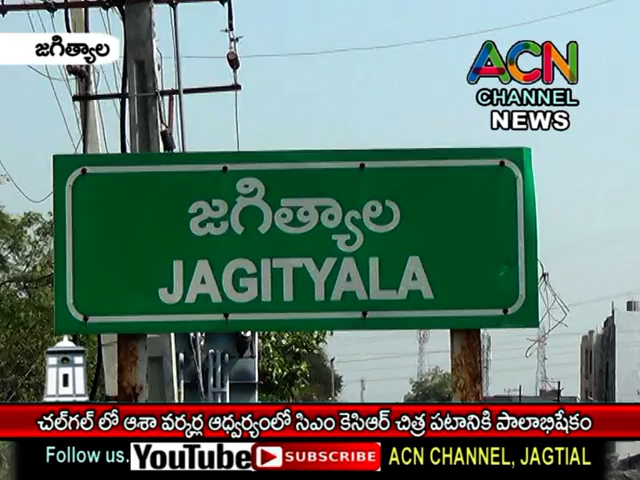 జగిత్యాల
ACN
CHANNEL
NEWS
జగిత్యాల
JAGITYALA
చల్‌గల్ లో ఆశా వర్కర్ల ఆధ్వర్యంలో సిఎం కెసిఆర్ చిత్ర పటానికి పాలాభిషేకం
Follow us. YouTube SUBSCRIBE ACN CHANNEL, JAGTIAL